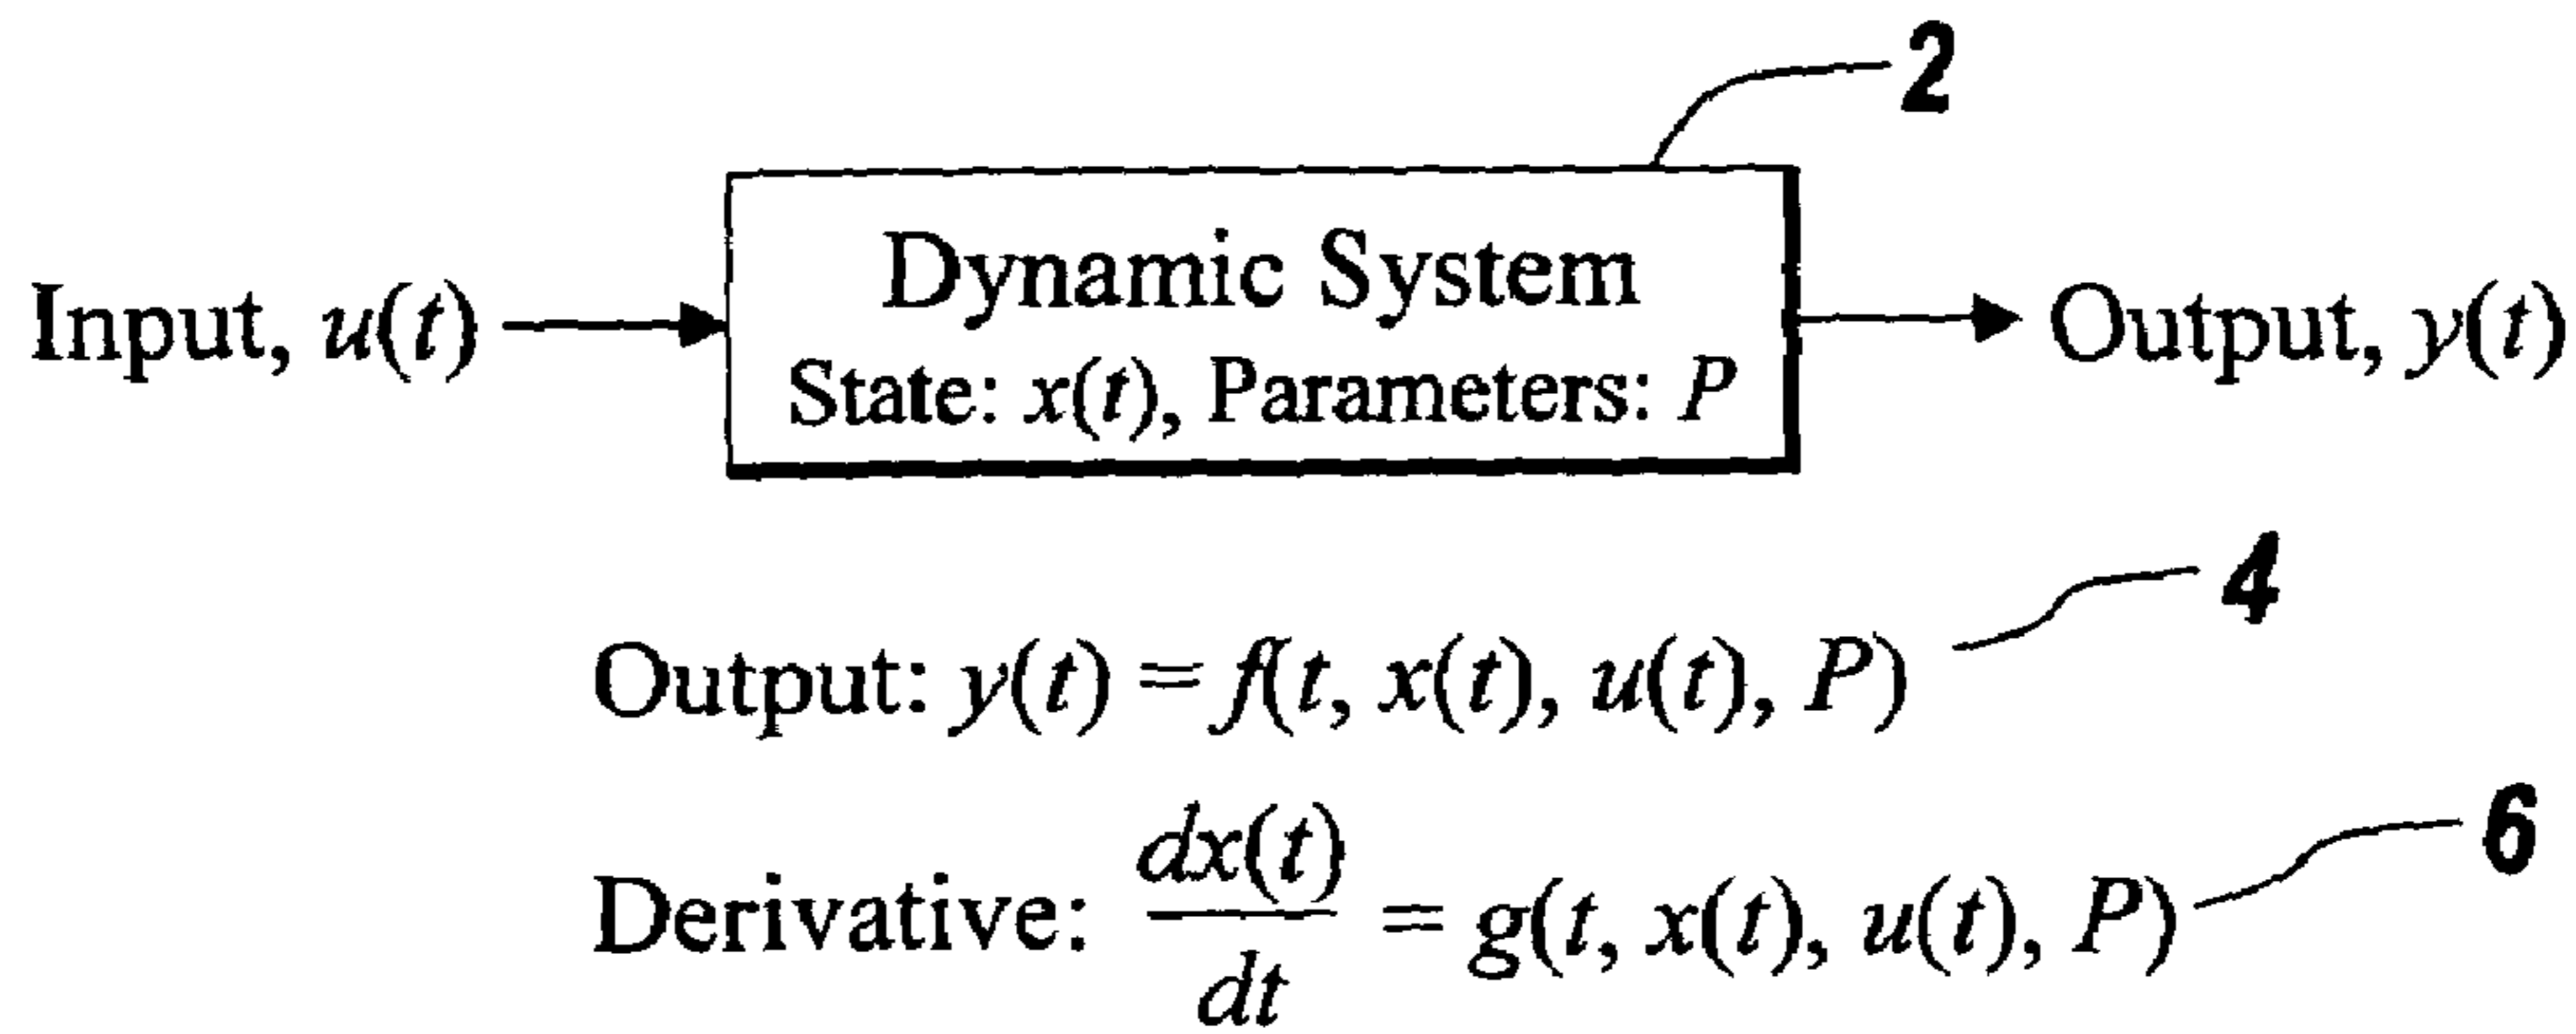 2
Dynamic System
Input, u(t)
Output, y(t)
State: x(t), Parameters: P
4
Output: y(t) = f(t, x(t), u(t), P)
6
Derivative: dx(t)/dt = g(t, x(t), u(t), P)